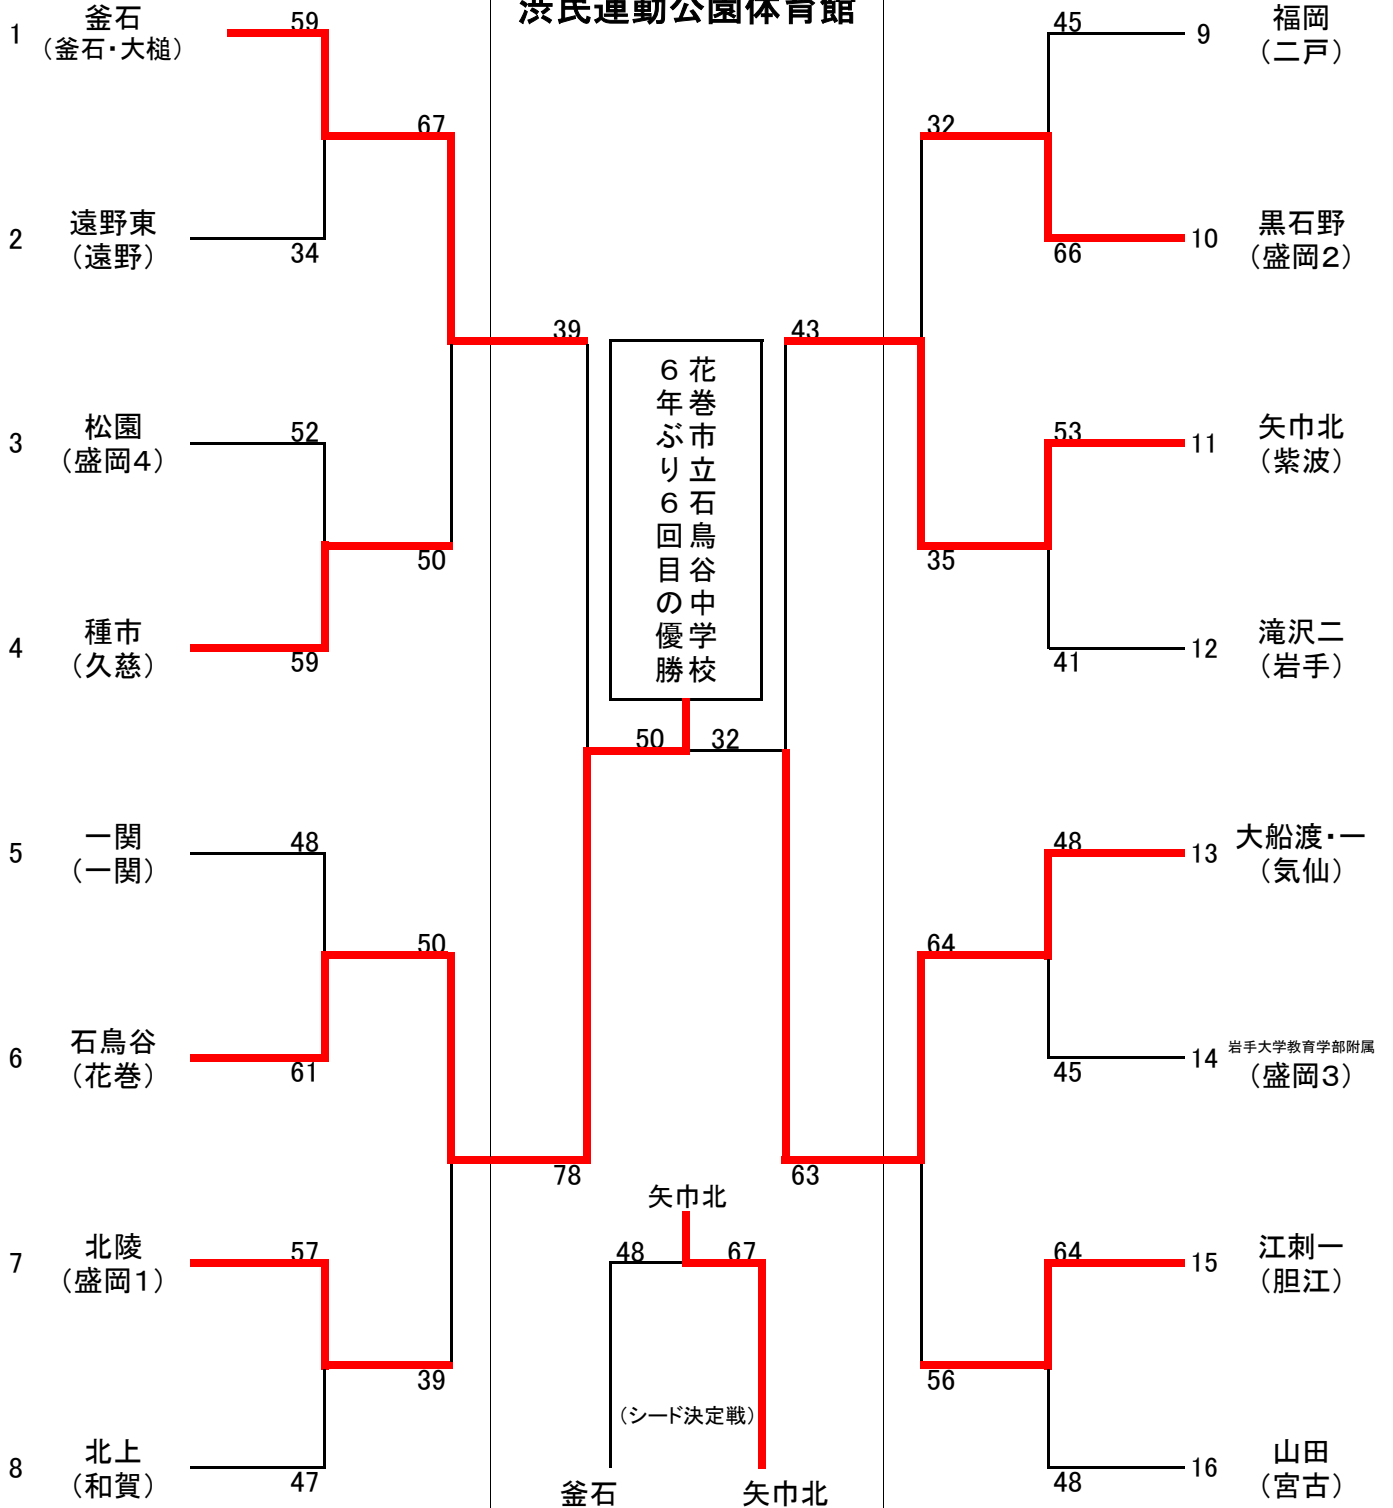 渋民運動公園体育館
1
釜石
（釜石・大槌）
59
67
2
遠野東
（遠野）
34
39
3
松園
（盛岡4）
52
50
4
種市
（久慈）
59
5
一関
（一関）
48
50
6
石鳥谷
（花巻）
61
78
7
北陵
（盛岡1）
57
39
8
北上
（和賀）
47
花巻市立石鳥谷中学校
６年ぶり６回目の優勝
50
32
矢巾北
48
67
（シード決定戦）
釜石
矢巾北
45
9
福岡
（二戸）
32
66
10
黒石野
（盛岡2）
43
53
11
矢巾北
（紫波）
35
41
12
滝沢二
（岩手）
48
13
大船渡・一
（気仙）
64
45
14
岩手大学教育学部附属
（盛岡3）
63
64
15
江刺一
（胆江）
56
48
16
山田
（宮古）